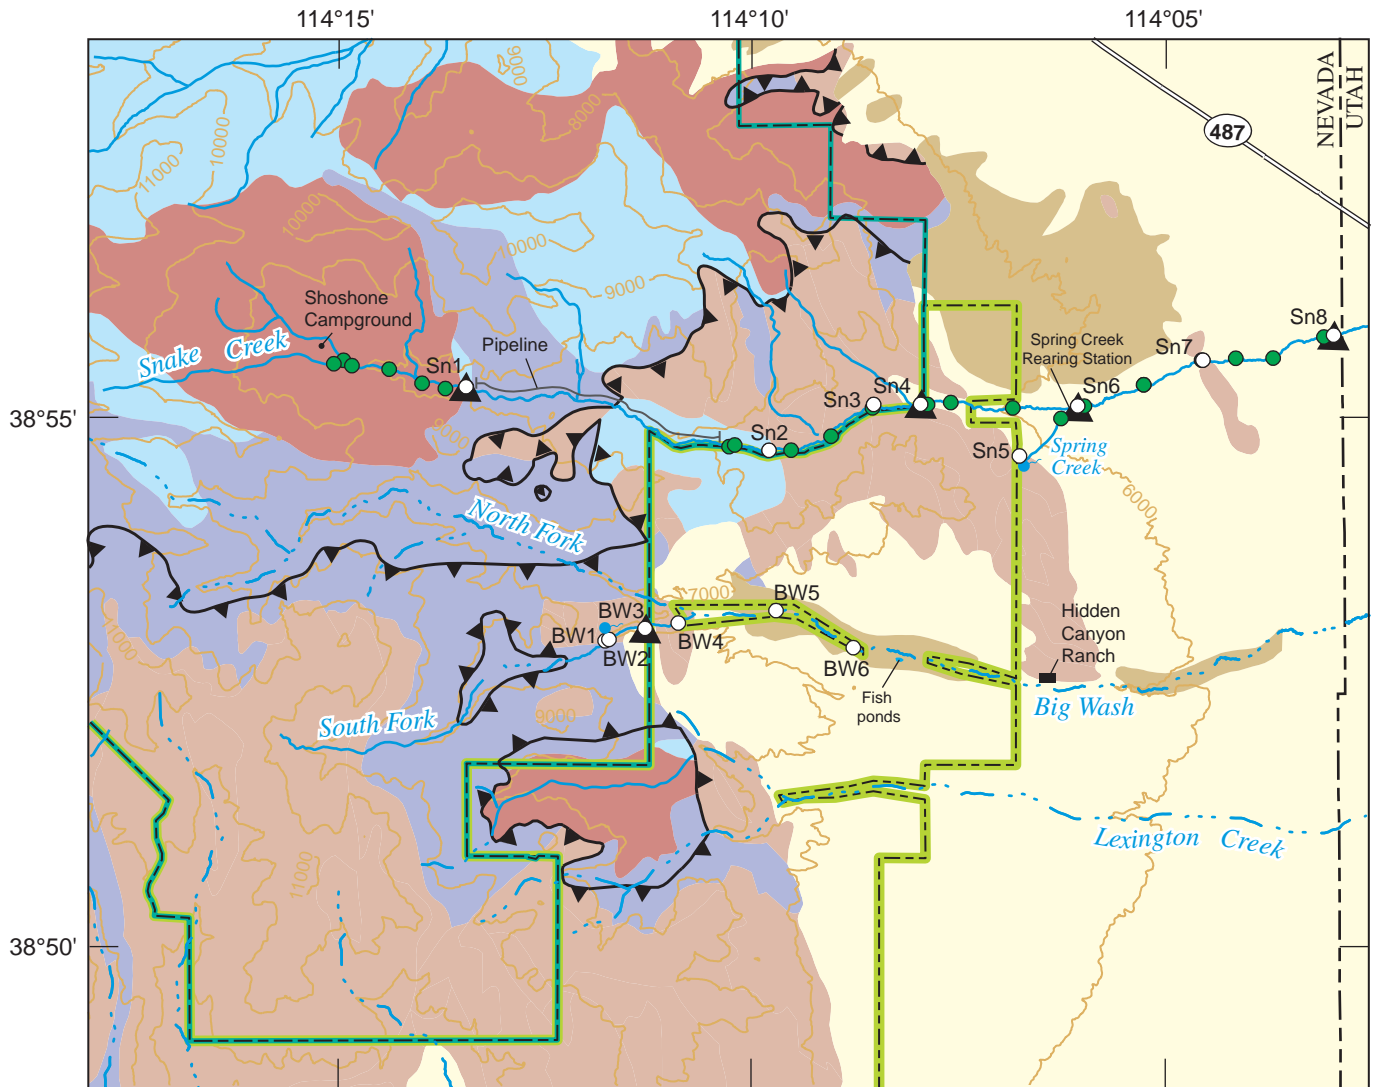 114°15'
114°10'
114°05'
9000
8000
10000
11000
NEVADA
UTAH
487
10000
10000
9000
Shoshone
Campground
Snake Creek
Sn1
Pipeline
Sn2
Sn3
Sn4
Spring Creek
Rearing Station
Sn6
Sn7
Sn8
38°55'
Sn5
Spring
Creek
6000
North Fork
7000
BW5
BW3
BW1
BW2
BW4
BW6
Hidden
Canyon
Ranch
11000
Fish
ponds
Big Wash
9000
South Fork
Lexington Creek
11000
38°50'